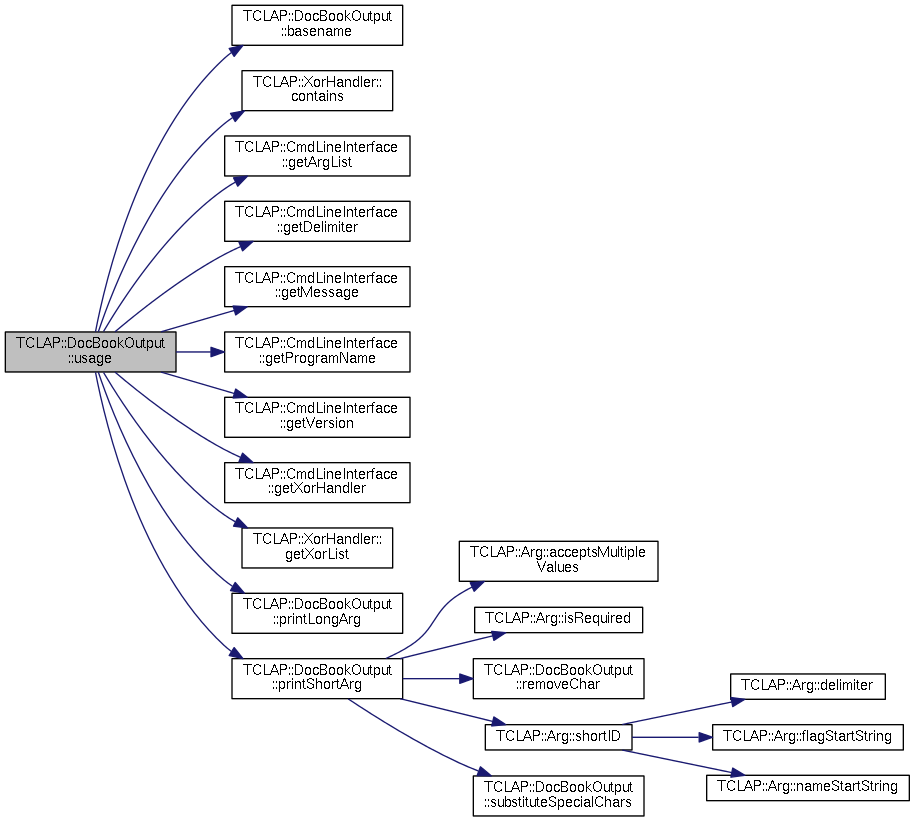 TCLAP::DocBookOutput
::usage
TCLAP::DocBookOutput
::basename
TCLAP::XorHandler::
contains
TCLAP::CmdLineInterface
::getArgList
TCLAP::CmdLineInterface
::getDelimiter
TCLAP::CmdLineInterface
::getMessage
TCLAP::CmdLineInterface
::getProgramName
TCLAP::CmdLineInterface
::getVersion
TCLAP::CmdLineInterface
::getXorHandler
TCLAP::XorHandler::
getXorList
TCLAP::DocBookOutput
::printLongArg
TCLAP::DocBookOutput
::printShortArg
TCLAP::Arg::acceptsMultiple
Values
TCLAP::Arg::isRequired
TCLAP::DocBookOutput
::removeChar
TCLAP::Arg::shortID
TCLAP::DocBookOutput
::substituteSpecialChars
TCLAP::Arg::delimiter
TCLAP::Arg::flagStartString
TCLAP::Arg::nameStartString